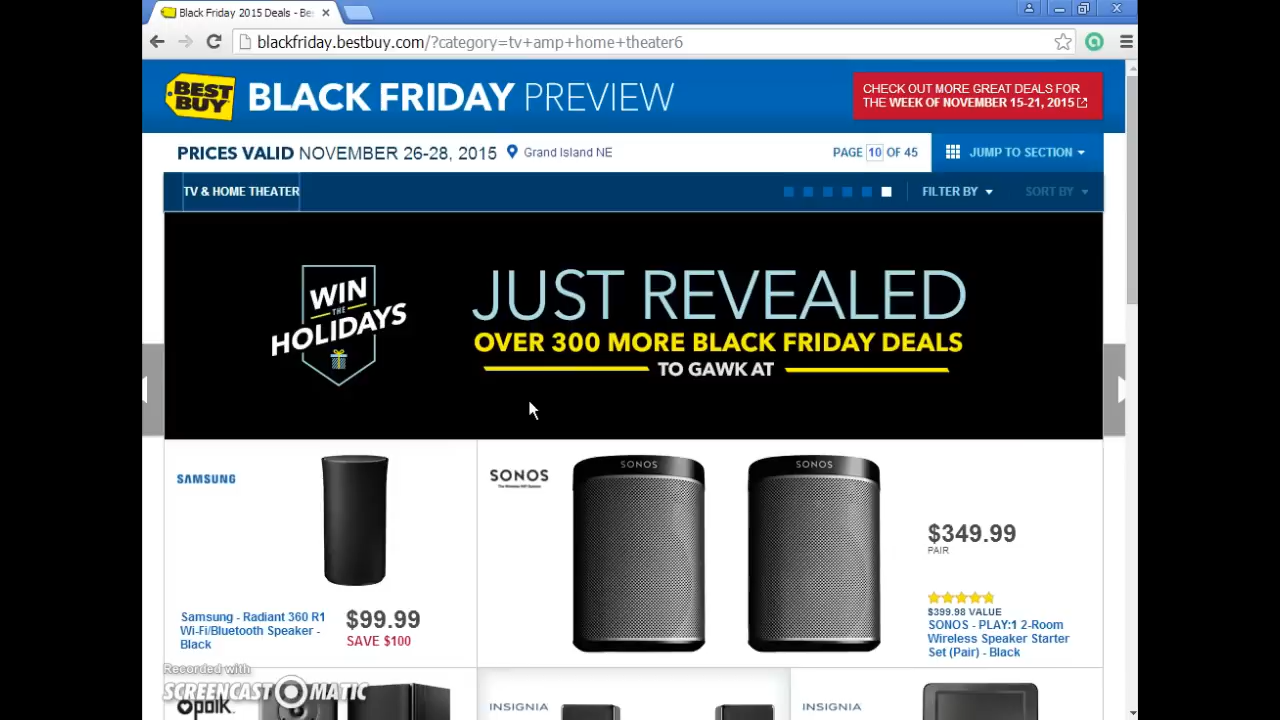 Black Friday 2015 Deals - Be
blackfriday.bestbuy.com/?category=tv+amp+home+theater6
BEST BUY
BLACK FRIDAY PREVIEW
CHECK OUT MORE GREAT DEALS FOR
THE WEEK OF NOVEMBER 15-21, 2015
PRICES VALID NOVEMBER 26-28, 2015
Grand Island NE
PAGE 10 OF 45
JUMP TO SECTION
TV & HOME THEATER
FILTER BY
SORT BY
WIN
THE
HOLIDAYS
JUST REVEALED
OVER 300 MORE BLACK FRIDAY DEALS
TO GAWK AT
SAMSUNG
Samsung - Radiant 360 R1
Wi-Fi/Bluetooth Speaker -
Black
$99.99
SAVE $100
SONOS
SONOS
SONOS
$349.99
PAIR
$399.98 VALUE
SONOS - PLAY:1 2-Room
Wireless Speaker Starter
Set (Pair) - Black
Recorded with
SCREENCAST MATIC
polk
INSIGNIA
INSIGNIA